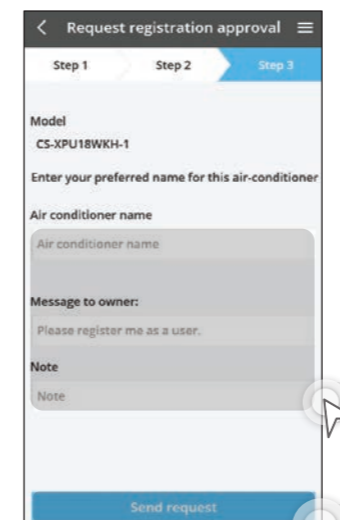 Request registration approval
Step 1 Step 2 Step 3
Model
CS-XPU18WKH-1
Enter your preferred name for this air-conditioner
Air conditioner name
Air conditioner name
Message to owner:
Please register me as a user.
Note
Note
Send request